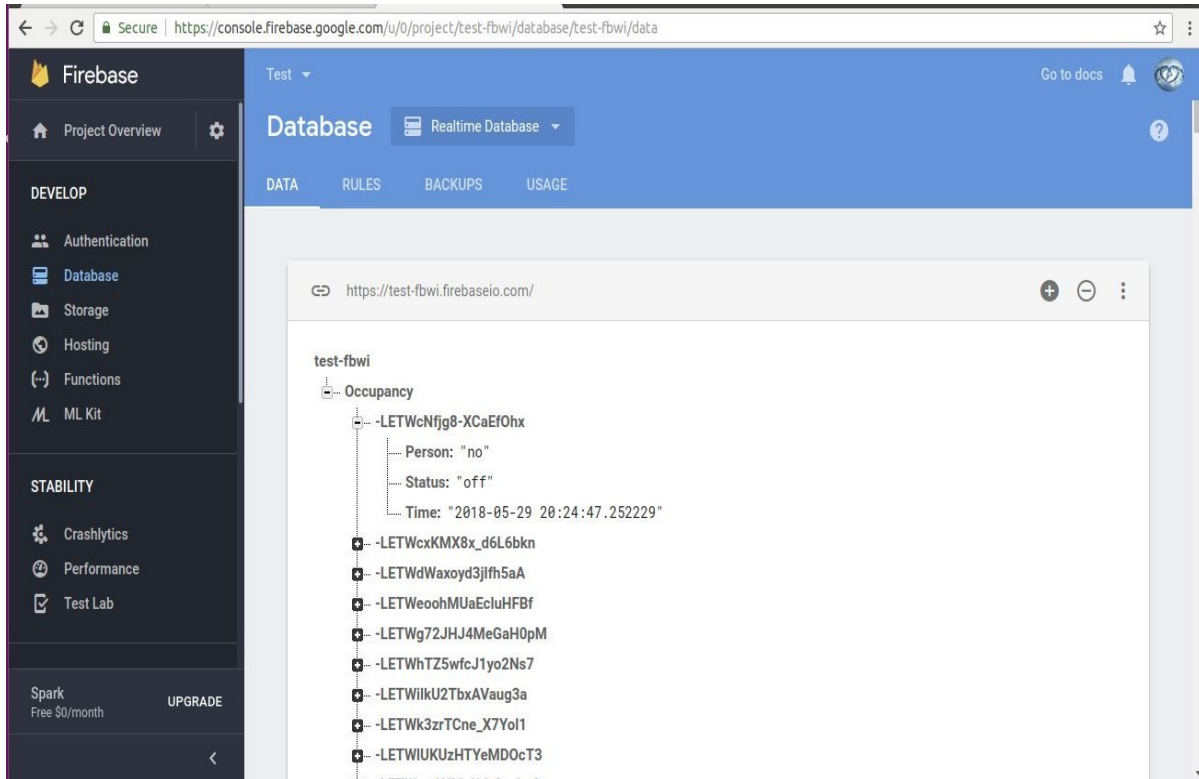 Secure https://console.firebase.google.com/u/0/project/test-fbwi/database/test-fbwi/data
Firebase
Project Overview
DEVELOP
Authentication
Database
Storage
Hosting
Functions
ML Kit
STABILITY
Crashlytics
Performance
Test Lab
Spark
Free $0/month
UPGRADE
Test
Go to docs
Database
Realtime Database
DATA RULES BACKUPS USAGE
https://test-fbwi.firebaseio.com/
test-fbwi
Occupancy
-LETWcNfjg8-XCaEfOhx
Person: "no"
Status: "off"
Time: "2018-05-29 20:24:47.252229"
-LETWcxKMX8x_d6L6bkn
-LETWdWaxoyd3jlfh5aA
-LETWeoohMUaEcluHFBf
-LETWg72JHJ4MeGaH0pM
-LETWhTZ5wfcJ1yo2Ns7
-LETWilkU2TbxAVaug3a
-LETWk3zrTCne_X7Yol1
-LETWlUKUzHTYeMDOcT3